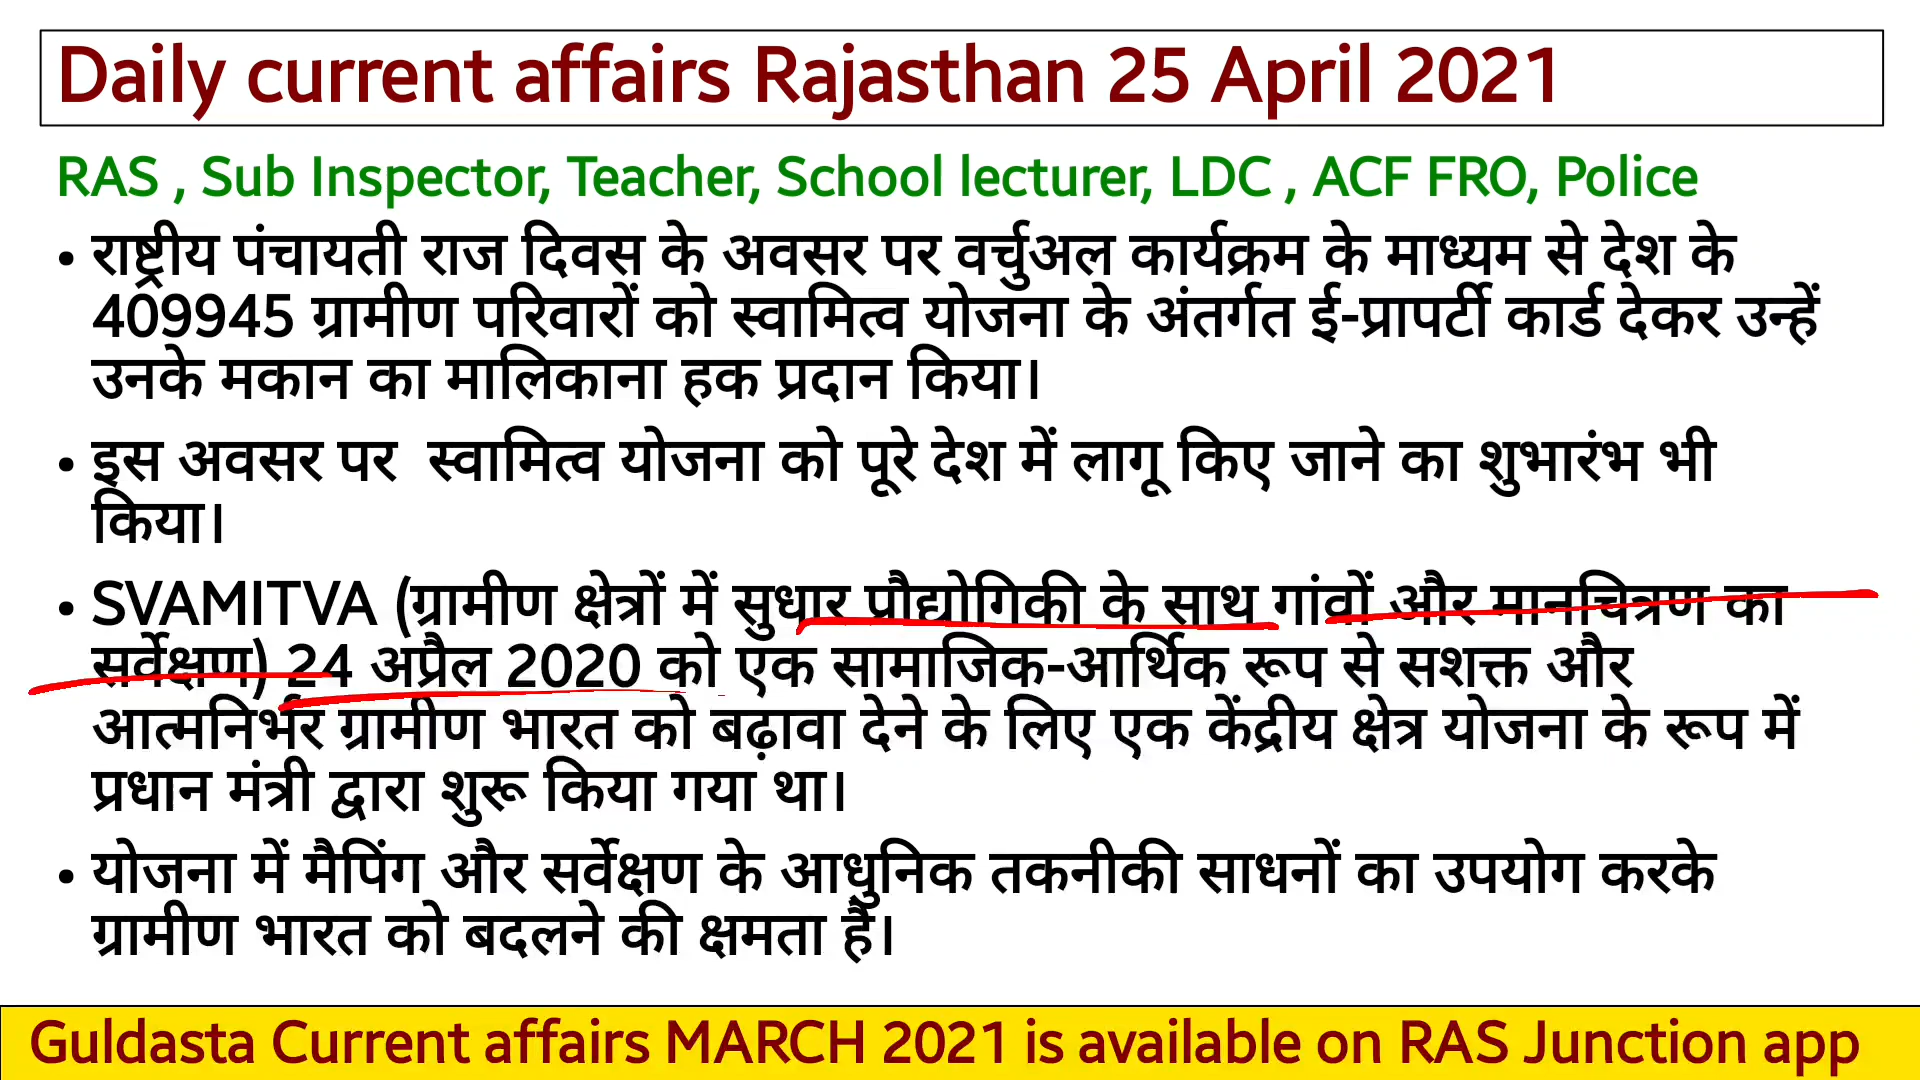 Daily current affairs Rajasthan 25 April 2021
RAS , Sub Inspector, Teacher, School lecturer, LDC , ACF FRO, Police
• राष्ट्रीय पंचायती राज दिवस के अवसर पर वर्चुअल कार्यक्रम के माध्यम से देश के
409945 ग्रामीण परिवारों को स्वामित्व योजना के अंतर्गत ई-प्रापर्टी कार्ड देकर उन्हें
उनके मकान का मालिकाना हक प्रदान किया।
• इस अवसर पर स्वामित्व योजना को पूरे देश में लागू किए जाने का शुभारंभ भी
किया।
• SVAMITVA (ग्रामीण क्षेत्रों में सुधार प्रौद्योगिकी के साथ गांवों और मानचित्रण का
सर्वेक्षण) 24 अप्रैल 2020 को एक सामाजिक-आर्थिक रूप से सशक्त और
आत्मनिर्भर ग्रामीण भारत को बढ़ावा देने के लिए एक केंद्रीय क्षेत्र योजना के रूप में
प्रधान मंत्री द्वारा शुरू किया गया था।
• योजना में मैपिंग और सर्वेक्षण के आधुनिक तकनीकी साधनों का उपयोग करके
ग्रामीण भारत को बदलने की क्षमता है।
Guldasta Current affairs MARCH 2021 is available on RAS Junction app